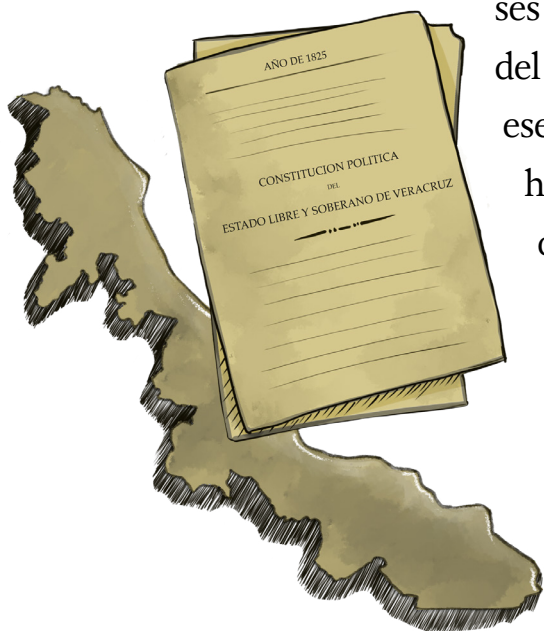 AÑO DE 1825
CONSTITUCION POLITICA
DEL
ESTADO LIBRE Y SOBERANO DE VERACRUZ
ses
del
ese
h